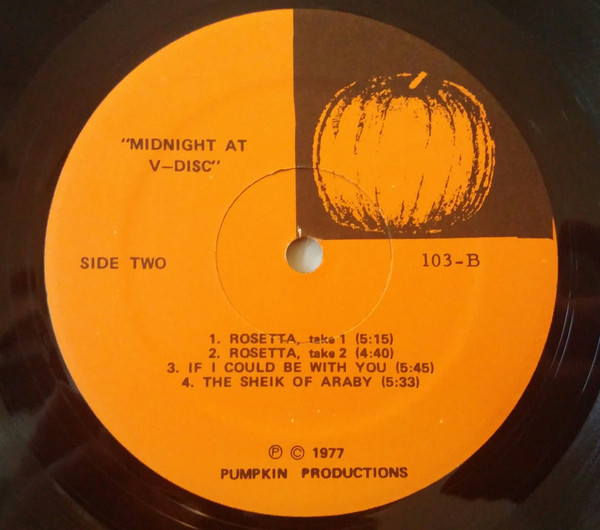 "MIDNIGHT AT
V–DISC"
SIDE TWO
103-B
1. ROSETTA, take 1 (5:15)
2. ROSETTA, take 2 (4:40)
3. IF I COULD BE WITH YOU (5:45)
4. THE SHEIK OF ARABY (5:33)
Ⓟ © 1977
PUMPKIN PRODUCTIONS